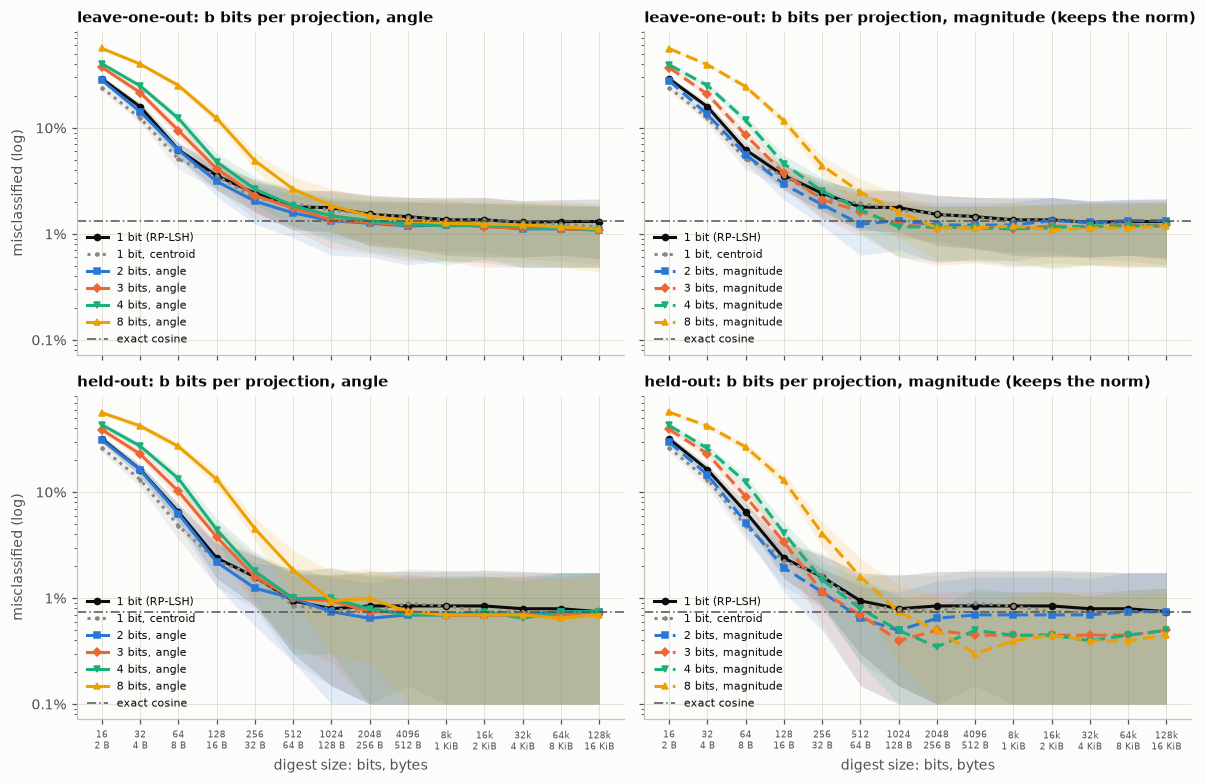 leave-one-out: b bits per projection, angle
misclassified (log)
10%
1%
0.1%
1 bit (RP-LSH)
1 bit, centroid
2 bits, angle
3 bits, angle
4 bits, angle
8 bits, angle
exact cosine
leave-one-out: b bits per projection, magnitude (keeps the norm)
1 bit (RP-LSH)
1 bit, centroid
2 bits, magnitude
3 bits, magnitude
4 bits, magnitude
8 bits, magnitude
exact cosine
held-out: b bits per projection, angle
misclassified (log)
10%
1%
0.1%
1 bit (RP-LSH)
1 bit, centroid
2 bits, angle
3 bits, angle
4 bits, angle
8 bits, angle
exact cosine
16 32 64 128 256 512 1024 2048 4096 8k 16k 32k 64k 128k
2 B 4 B 8 B 16 B 32 B 64 B 128 B 256 B 512 B 1 KiB 2 KiB 4 KiB 8 KiB 16 KiB
digest size: bits, bytes
held-out: b bits per projection, magnitude (keeps the norm)
1 bit (RP-LSH)
1 bit, centroid
2 bits, magnitude
3 bits, magnitude
4 bits, magnitude
8 bits, magnitude
exact cosine
16 32 64 128 256 512 1024 2048 4096 8k 16k 32k 64k 128k
2 B 4 B 8 B 16 B 32 B 64 B 128 B 256 B 512 B 1 KiB 2 KiB 4 KiB 8 KiB 16 KiB
digest size: bits, bytes